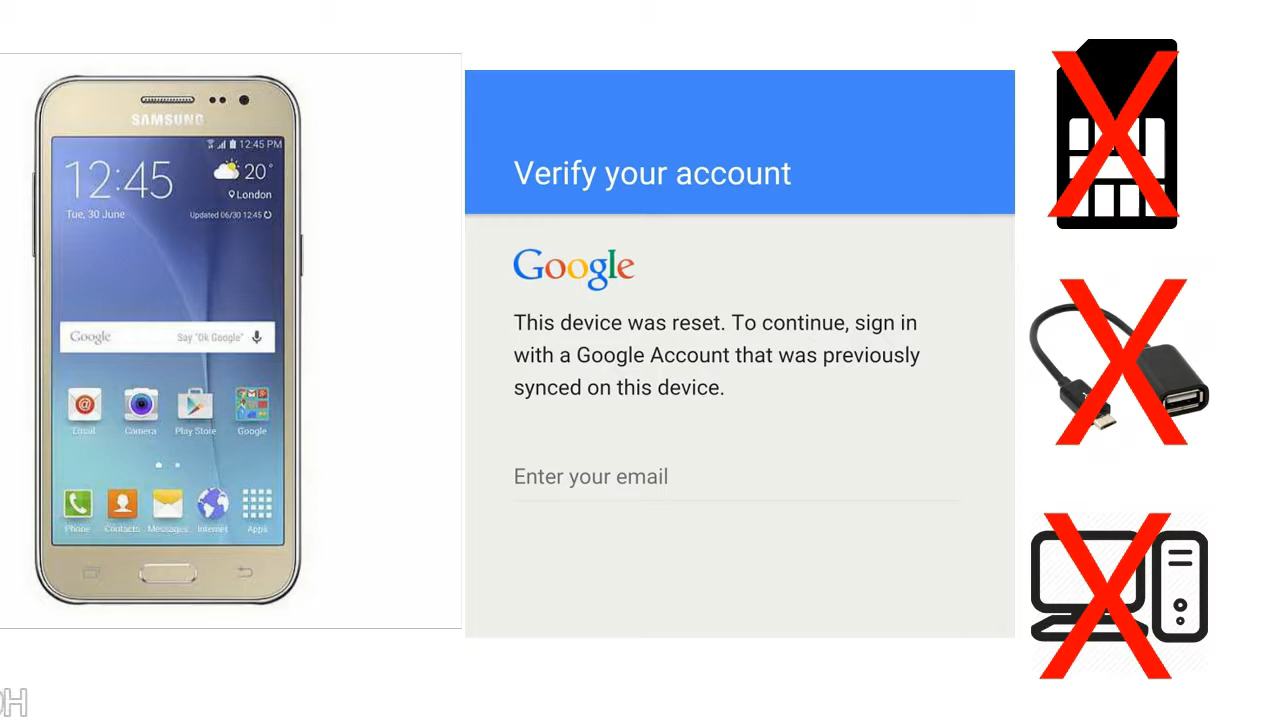 SAMSUNG
12:45 PM
12:45
20°
London
Tue, 30 June
Updated 06/30 12:45
Google
Say "Ok Google"
Email
Camera
Play Store
Google
Phone
Contacts
Messages
Internet
Apps
Verify your account
Google
This device was reset. To continue, sign in
with a Google Account that was previously
synced on this device.
Enter your email